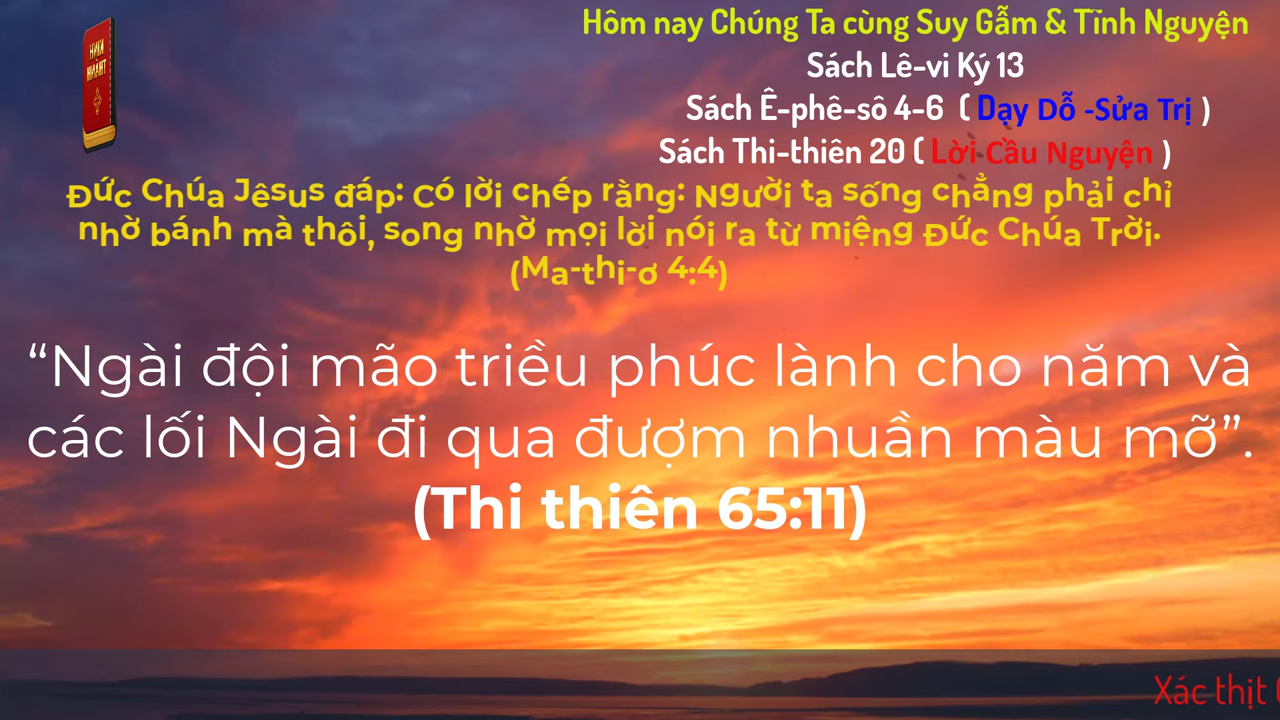 Hôm nay Chúng Ta cùng Suy Gẫm & Tĩnh Nguyện
Sách Lê-vi Ký 13
Sách Ê-phê-sô 4-6 ( Dạy Dỗ -Sửa Trị )
Sách Thi-thiên 20 ( Lời Cầu Nguyện )
KINH
THÁNH
Đức Chúa Jêsus đáp: Có lời chép rằng: Người ta sống chẳng phải chỉ
nhờ bánh mà thôi, song nhờ mọi lời nói ra từ miệng Đức Chúa Trời.
(Ma-thi-ơ 4:4)
“Ngài đội mão triều phúc lành cho năm và
các lối Ngài đi qua đượm nhuần màu mỡ”.
(Thi thiên 65:11)
Xác thịt